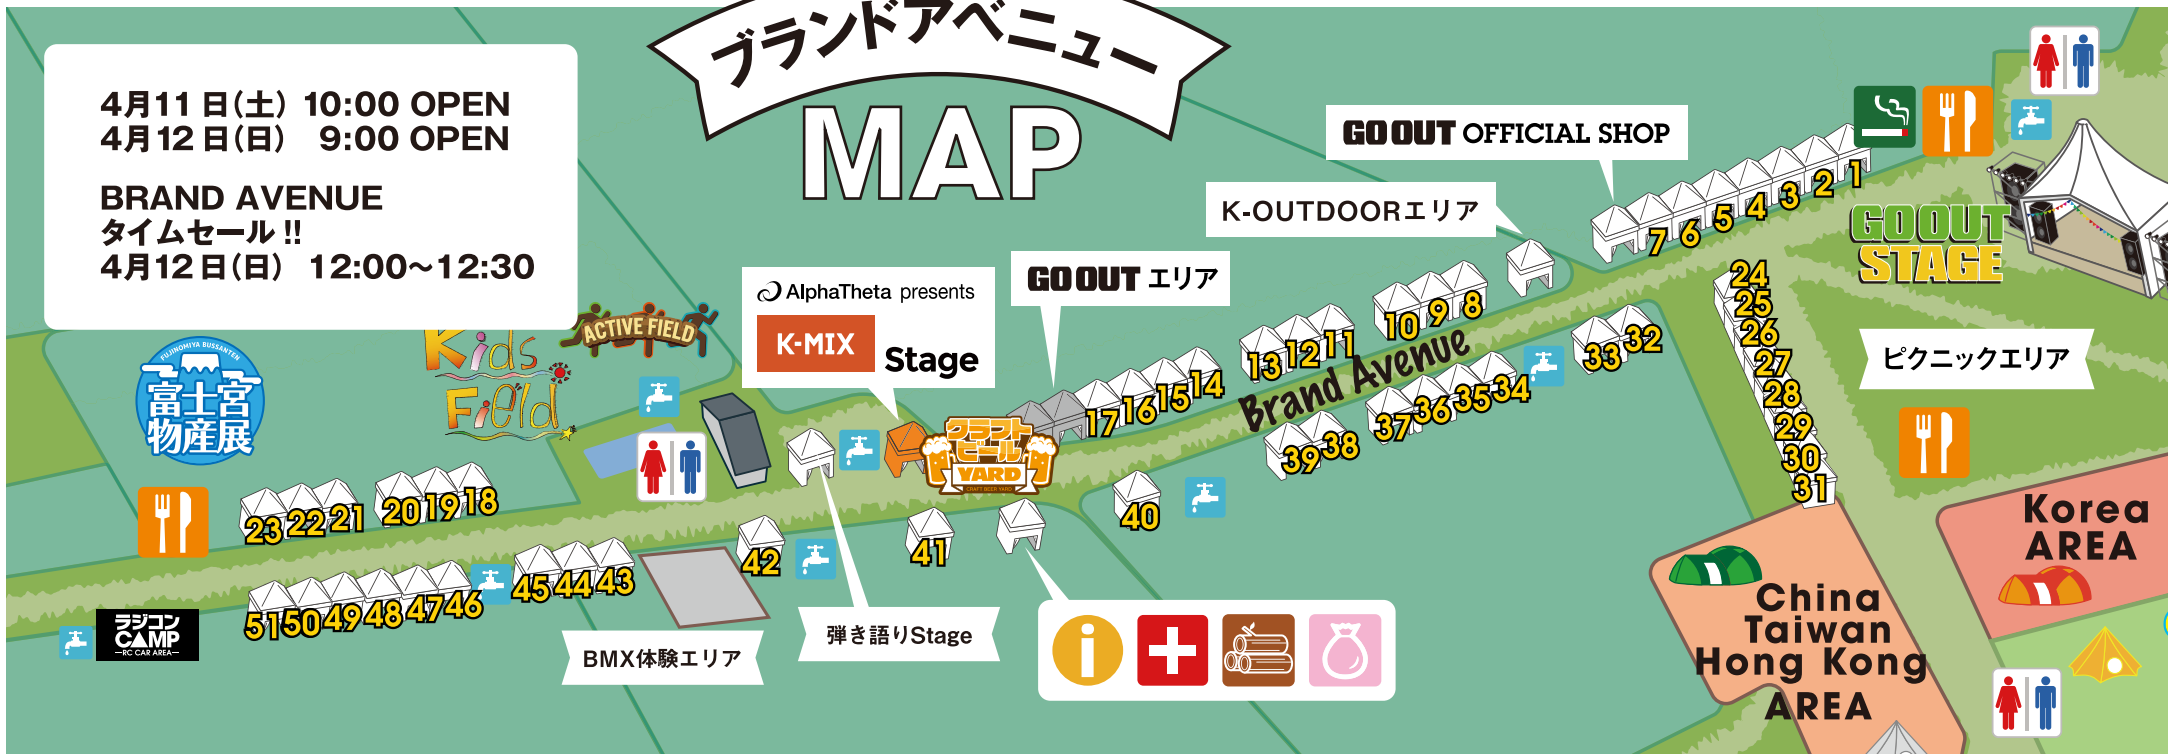 ブランドアベニュー
MAP
4月11日(土) 10:00 OPEN
4月12日(日) 9:00 OPEN
BRAND AVENUE
タイムセール !!
4月12日(日) 12:00〜12:30
GO OUT OFFICIAL SHOP
K-OUTDOORエリア
GO OUT エリア
AlphaTheta presents
K-MIX
Stage
ACTIVE FIELD
Kids
Field
FUJINOMIYA BUSSANTEN
富士宮
物産展
クラフト
ビール
YARD
CRAFT BEER YARD
Brand Avenue
GO OUT
STAGE
ピクニックエリア
Korea
AREA
China
Taiwan
Hong Kong
AREA
弾き語りStage
BMX体験エリア
ラジコン
CAMP
RC CAR AREA
i
7 6 5 4 3 2 1
10 9 8
13 12 11
17 16 15 14
20 19 18
23 22 21
24
25
26
27
28
29
30
31
33 32
37 36 35 34
39 38
40
41
42
45 44 43
51 50 49 48 47 46